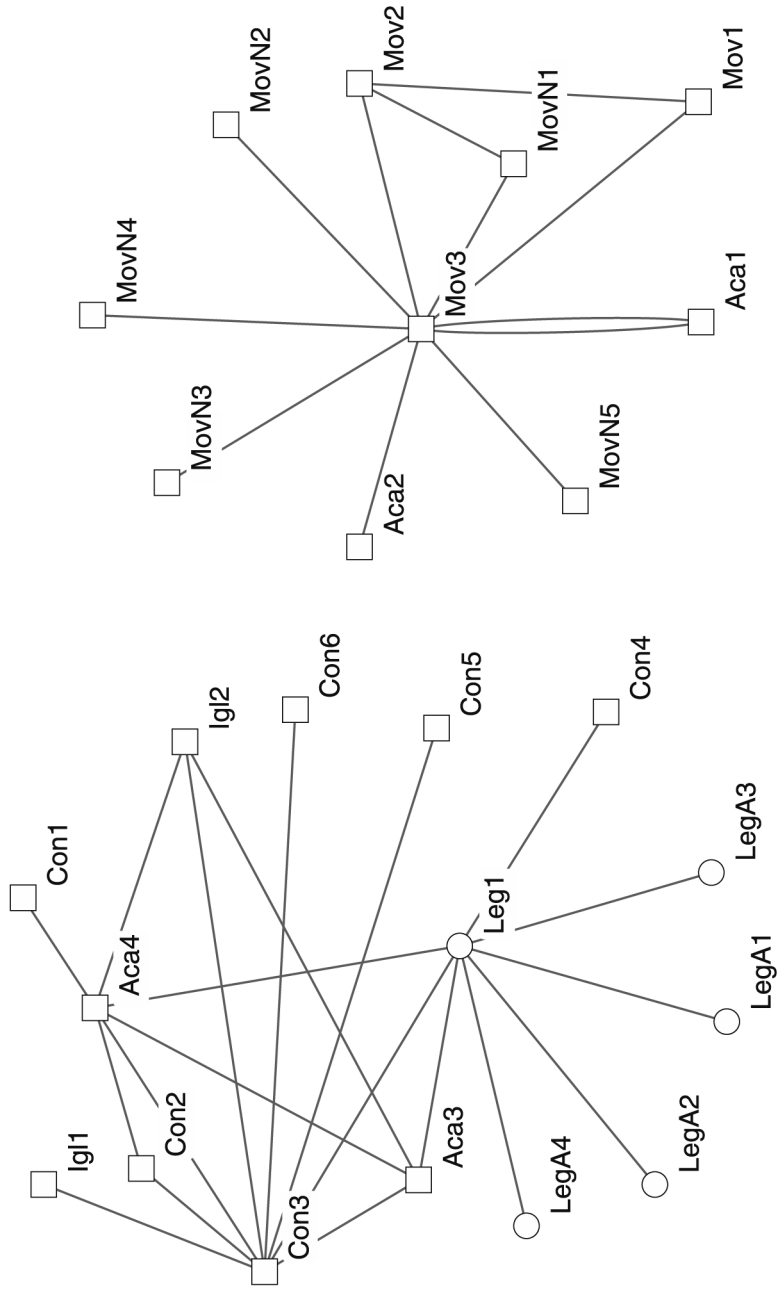 Mov2
MovN2
Mov1
MovN1
MovN4
Mov3
Aca1
MovN3
MovN5
Aca2
Con6
Igl2
Con5
Con4
Con1
LegA3
Leg1
Aca4
LegA1
Con2
Igl1
Aca3
LegA2
LegA4
Con3